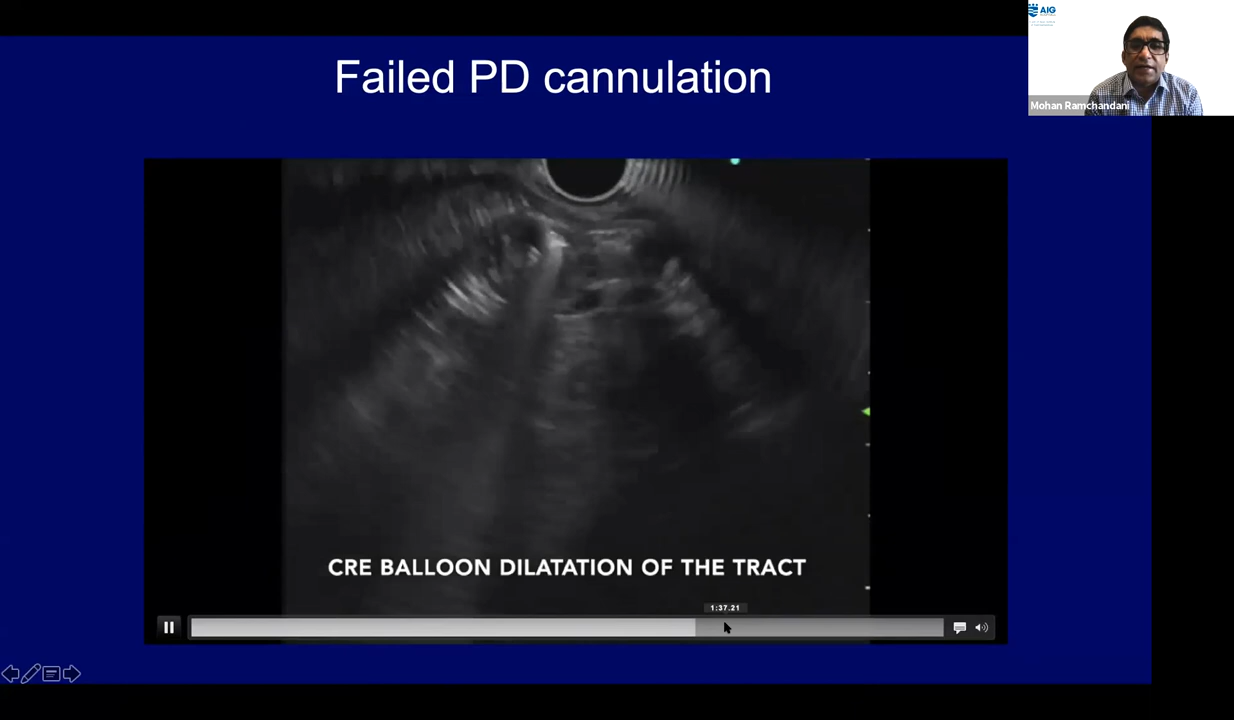 AIG
Mohan Ramchandani
Failed PD cannulation
CRE BALLOON DILATATION OF THE TRACT
1:37.21